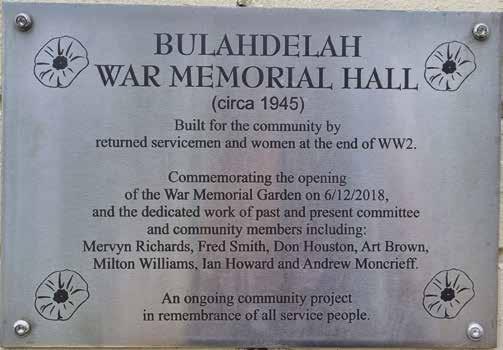 BULAHDELAH
WAR MEMORIAL HALL
(circa 1945)
Built for the community by
returned servicemen and women at the end of WW2.
Commemorating the opening
of the War Memorial Garden on 6/12/2018,
and the dedicated work of past and present committee
and community members including:
Mervyn Richards, Fred Smith, Don Houston, Art Brown,
Milton Williams, Ian Howard and Andrew Moncrieff.
An ongoing community project
in remembrance of all service people.